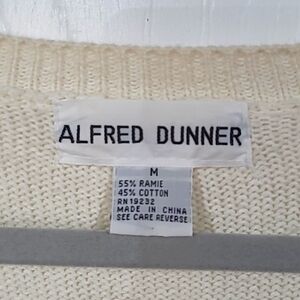 ALFRED DUNNER
M
55% RAMIE
45% COTTON
RN19232
MADE IN CHINA
SEE CARE REVERSE